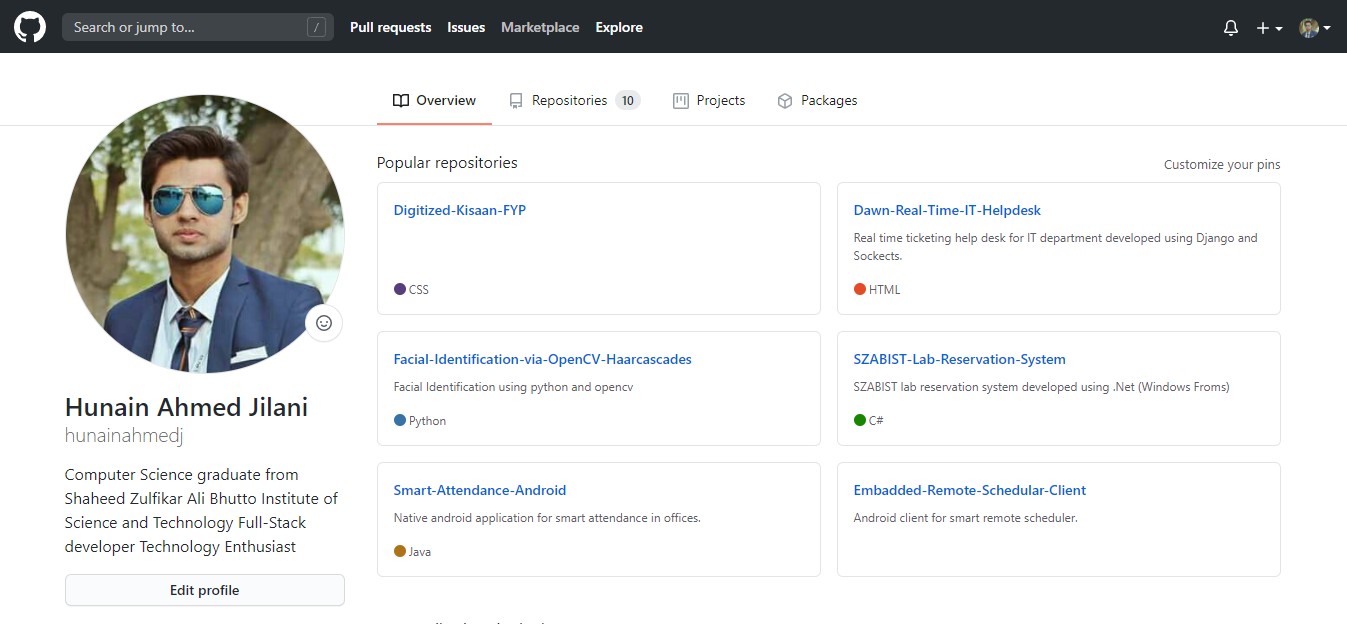 Search or jump to... /
Pull requests Issues Marketplace Explore
Overview
Repositories 10
Projects
Packages
Hunain Ahmed Jilani
hunainahmedj
Computer Science graduate from
Shaheed Zulfikar Ali Bhutto Institute of
Science and Technology Full-Stack
developer Technology Enthusiast
Edit profile
Popular repositories
Customize your pins
Digitized-Kisaan-FYP
CSS
Dawn-Real-Time-IT-Helpdesk
Real time ticketing help desk for IT department developed using Django and
Sockects.
HTML
Facial-Identification-via-OpenCV-Haarcascades
Facial Identification using python and opencv
Python
SZABIST-Lab-Reservation-System
SZABIST lab reservation system developed using .Net (Windows Froms)
C#
Smart-Attendance-Android
Native android application for smart attendance in offices.
Java
Embadded-Remote-Schedular-Client
Android client for smart remote scheduler.